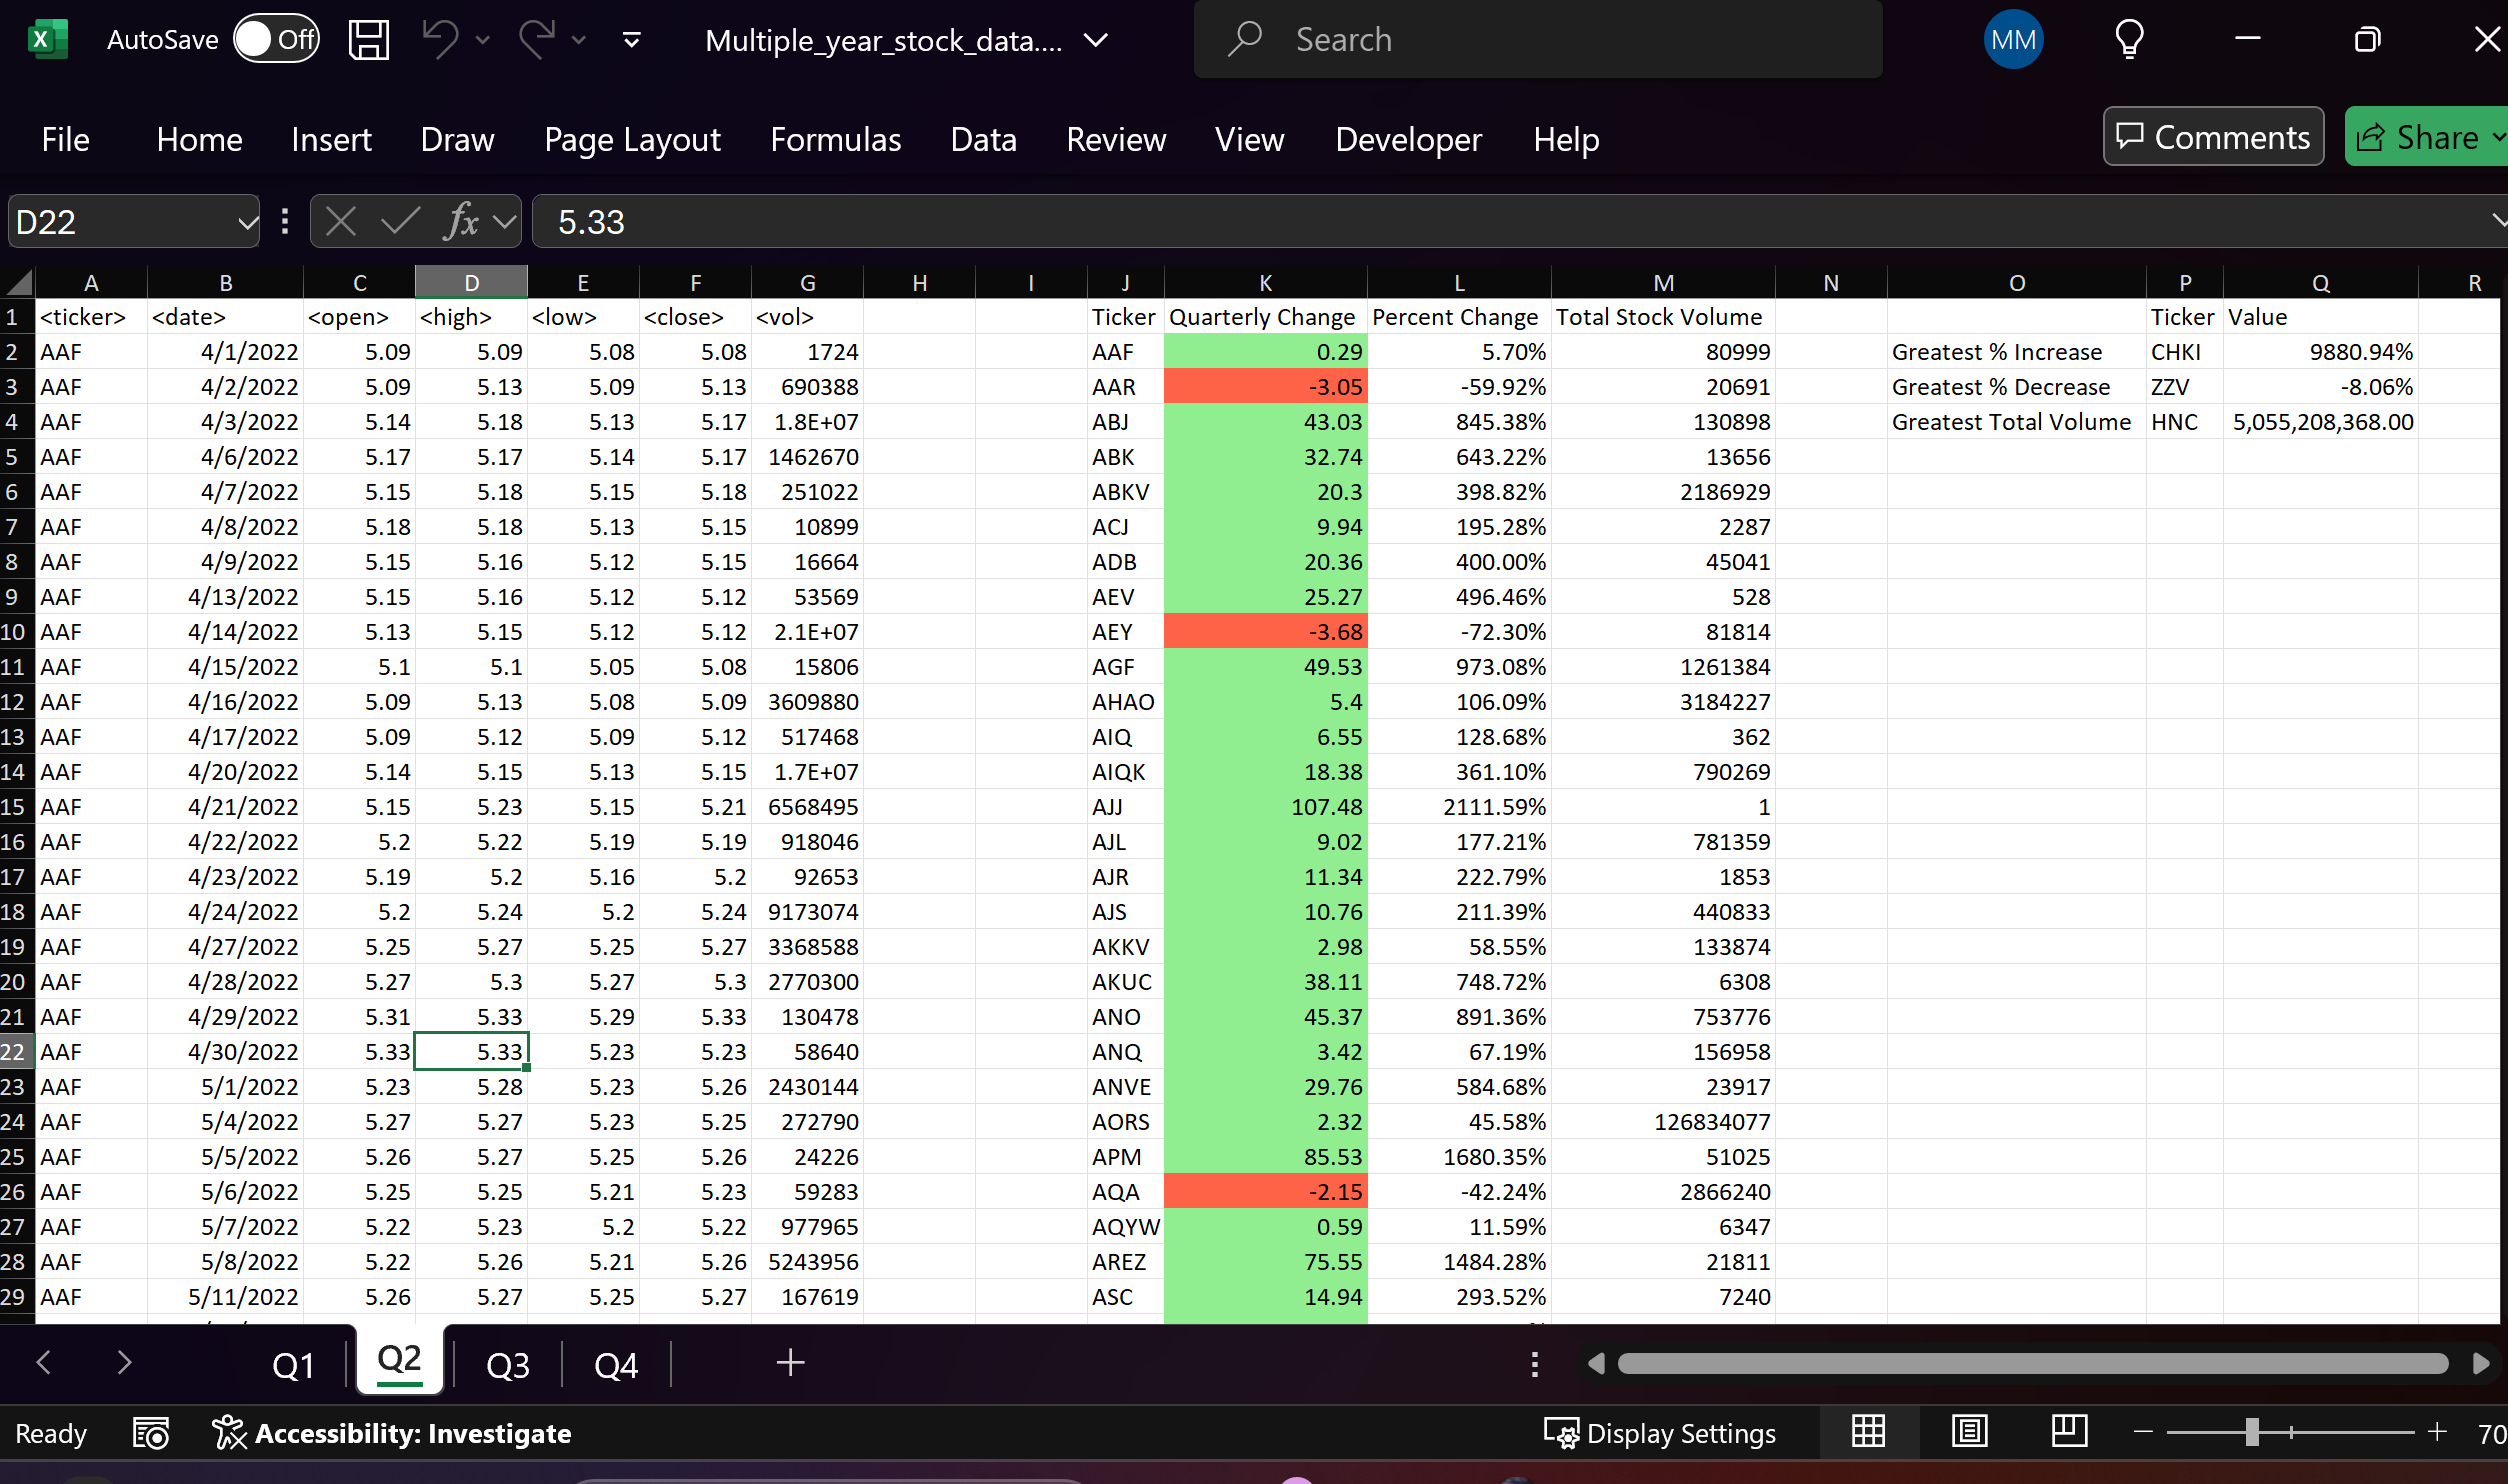 AutoSave Off Multiple_year_stock_data.... Search MM
File Home Insert Draw Page Layout Formulas Data Review View Developer Help Comments Share
D22 fx 5.33
A B C D E F G H I J K L M N O P Q R
1 <ticker> <date> <open> <high> <low> <close> <vol> Ticker Quarterly Change Percent Change Total Stock Volume Ticker Value
2 AAF 4/1/2022 5.09 5.09 5.08 5.08 1724 AAF 0.29 5.70% 80999 Greatest % Increase CHKI 9880.94%
3 AAF 4/2/2022 5.09 5.13 5.09 5.13 690388 AAR -3.05 -59.92% 20691 Greatest % Decrease ZZV -8.06%
4 AAF 4/3/2022 5.14 5.18 5.13 5.17 1.8E+07 ABJ 43.03 845.38% 130898 Greatest Total Volume HNC 5,055,208,368.00
5 AAF 4/6/2022 5.17 5.17 5.14 5.17 1462670 ABK 32.74 643.22% 13656
6 AAF 4/7/2022 5.15 5.18 5.15 5.18 251022 ABKV 20.3 398.82% 2186929
7 AAF 4/8/2022 5.18 5.18 5.13 5.15 10899 ACJ 9.94 195.28% 2287
8 AAF 4/9/2022 5.15 5.16 5.12 5.15 16664 ADB 20.36 400.00% 45041
9 AAF 4/13/2022 5.15 5.16 5.12 5.12 53569 AEV 25.27 496.46% 528
10 AAF 4/14/2022 5.13 5.15 5.12 5.12 2.1E+07 AEY -3.68 -72.30% 81814
11 AAF 4/15/2022 5.1 5.1 5.05 5.08 15806 AGF 49.53 973.08% 1261384
12 AAF 4/16/2022 5.09 5.13 5.08 5.09 3609880 AHAO 5.4 106.09% 3184227
13 AAF 4/17/2022 5.09 5.12 5.09 5.12 517468 AIQ 6.55 128.68% 362
14 AAF 4/20/2022 5.14 5.15 5.13 5.15 1.7E+07 AIQK 18.38 361.10% 790269
15 AAF 4/21/2022 5.15 5.23 5.15 5.21 6568495 AJJ 107.48 2111.59% 1
16 AAF 4/22/2022 5.2 5.22 5.19 5.19 918046 AJL 9.02 177.21% 781359
17 AAF 4/23/2022 5.19 5.2 5.16 5.2 92653 AJR 11.34 222.79% 1853
18 AAF 4/24/2022 5.2 5.24 5.2 5.24 9173074 AJS 10.76 211.39% 440833
19 AAF 4/27/2022 5.25 5.27 5.25 5.27 3368588 AKKV 2.98 58.55% 133874
20 AAF 4/28/2022 5.27 5.3 5.27 5.3 2770300 AKUC 38.11 748.72% 6308
21 AAF 4/29/2022 5.31 5.33 5.29 5.33 130478 ANO 45.37 891.36% 753776
22 AAF 4/30/2022 5.33 5.33 5.23 5.23 58640 ANQ 3.42 67.19% 156958
23 AAF 5/1/2022 5.23 5.28 5.23 5.26 2430144 ANVE 29.76 584.68% 23917
24 AAF 5/4/2022 5.27 5.27 5.23 5.25 272790 AORS 2.32 45.58% 126834077
25 AAF 5/5/2022 5.26 5.27 5.25 5.26 24226 APM 85.53 1680.35% 51025
26 AAF 5/6/2022 5.25 5.25 5.21 5.23 59283 AQA -2.15 -42.24% 2866240
27 AAF 5/7/2022 5.22 5.23 5.2 5.22 977965 AQYW 0.59 11.59% 6347
28 AAF 5/8/2022 5.22 5.26 5.21 5.26 5243956 AREZ 75.55 1484.28% 21811
29 AAF 5/11/2022 5.26 5.27 5.25 5.27 167619 ASC 14.94 293.52% 7240
Q1 Q2 Q3 Q4
Ready Accessibility: Investigate Display Settings 70